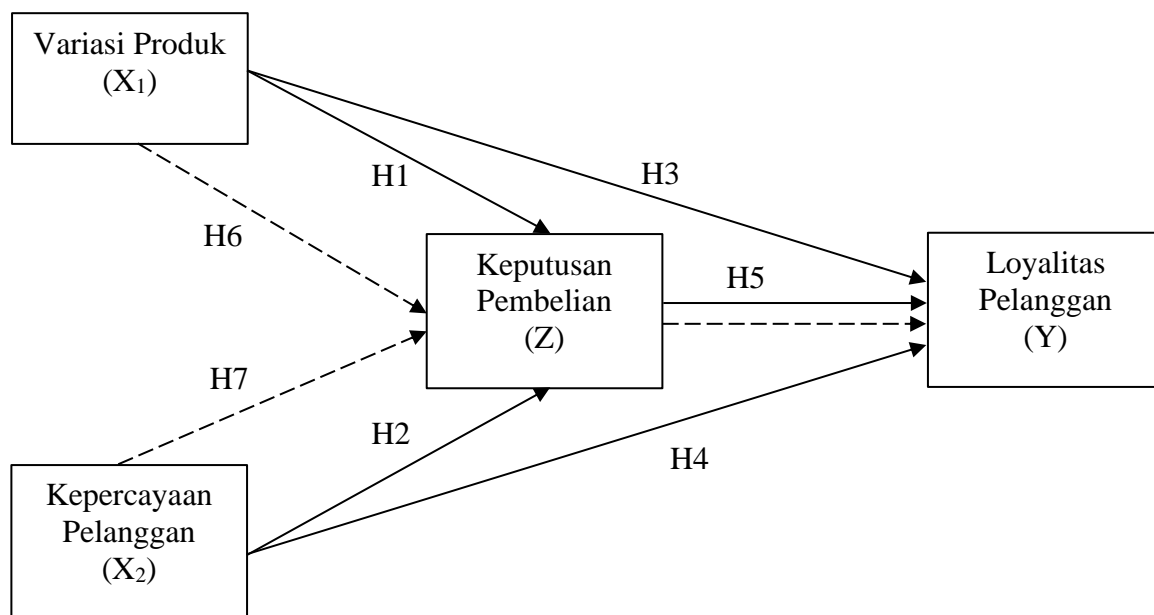 Variasi Produk
(X₁)
H1
H3
H6
Keputusan
Pembelian
(Z)
H5
Loyalitas
Pelanggan
(Y)
H7
H2
H4
Kepercayaan
Pelanggan
(X₂)